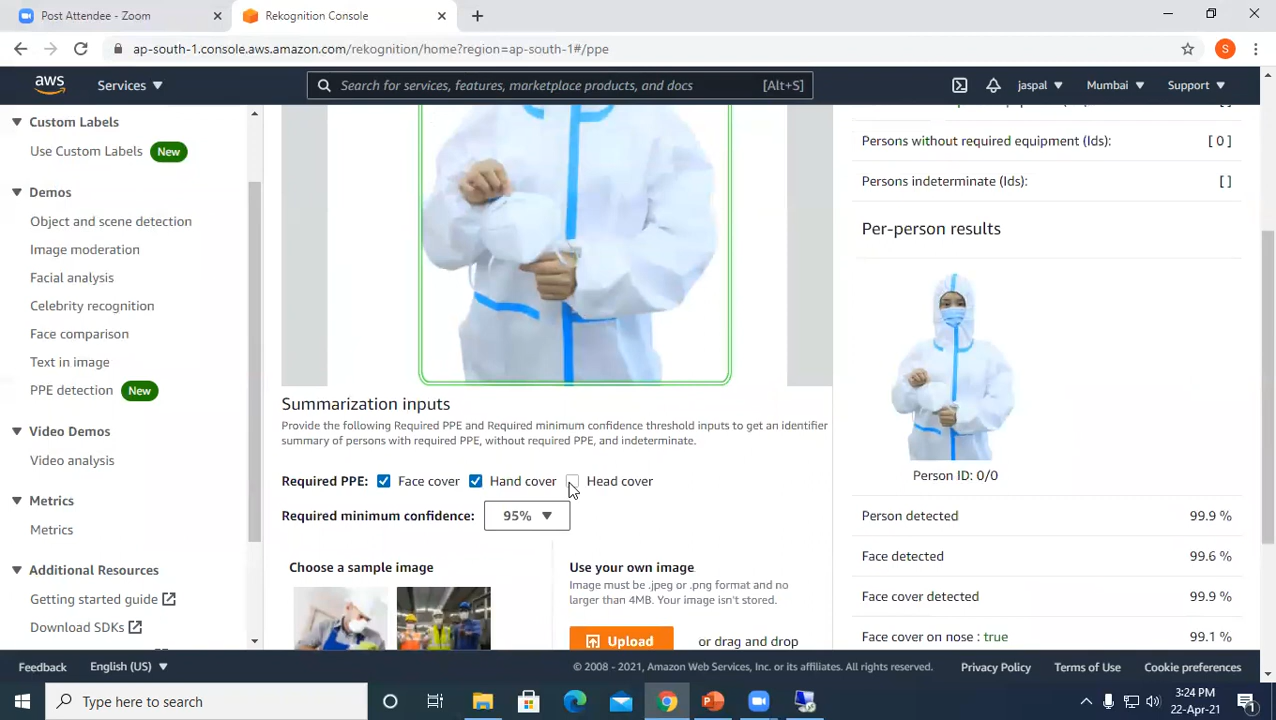 Post Attendee - Zoom
Rekognition Console
ap-south-1.console.aws.amazon.com/rekognition/home?region=ap-south-1#/ppe
S
aws
Services
Search for services, features, marketplace products, and docs
[Alt+S]
jaspal
Mumbai
Support
Custom Labels
Use Custom Labels New
Demos
Object and scene detection
Image moderation
Facial analysis
Celebrity recognition
Face comparison
Text in image
PPE detection New
Video Demos
Video analysis
Metrics
Metrics
Additional Resources
Getting started guide
Download SDKs
Summarization inputs
Provide the following Required PPE and Required minimum confidence threshold inputs to get an identifier
summary of persons with required PPE, without required PPE, and indeterminate.
Required PPE: Face cover Hand cover Head cover
Required minimum confidence: 95%
Choose a sample image
Use your own image
Image must be .jpeg or .png format and no
larger than 4MB. Your image isn't stored.
Upload or drag and drop
Persons without required equipment (Ids): [ 0 ]
Persons indeterminate (Ids): [ ]
Per-person results
Person ID: 0/0
Person detected 99.9 %
Face detected 99.6 %
Face cover detected 99.9 %
Face cover on nose : true 99.1 %
Feedback
English (US)
© 2008 - 2021, Amazon Web Services, Inc. or its affiliates. All rights reserved.
Privacy Policy
Terms of Use
Cookie preferences
Type here to search
3:24 PM
22-Apr-21
1